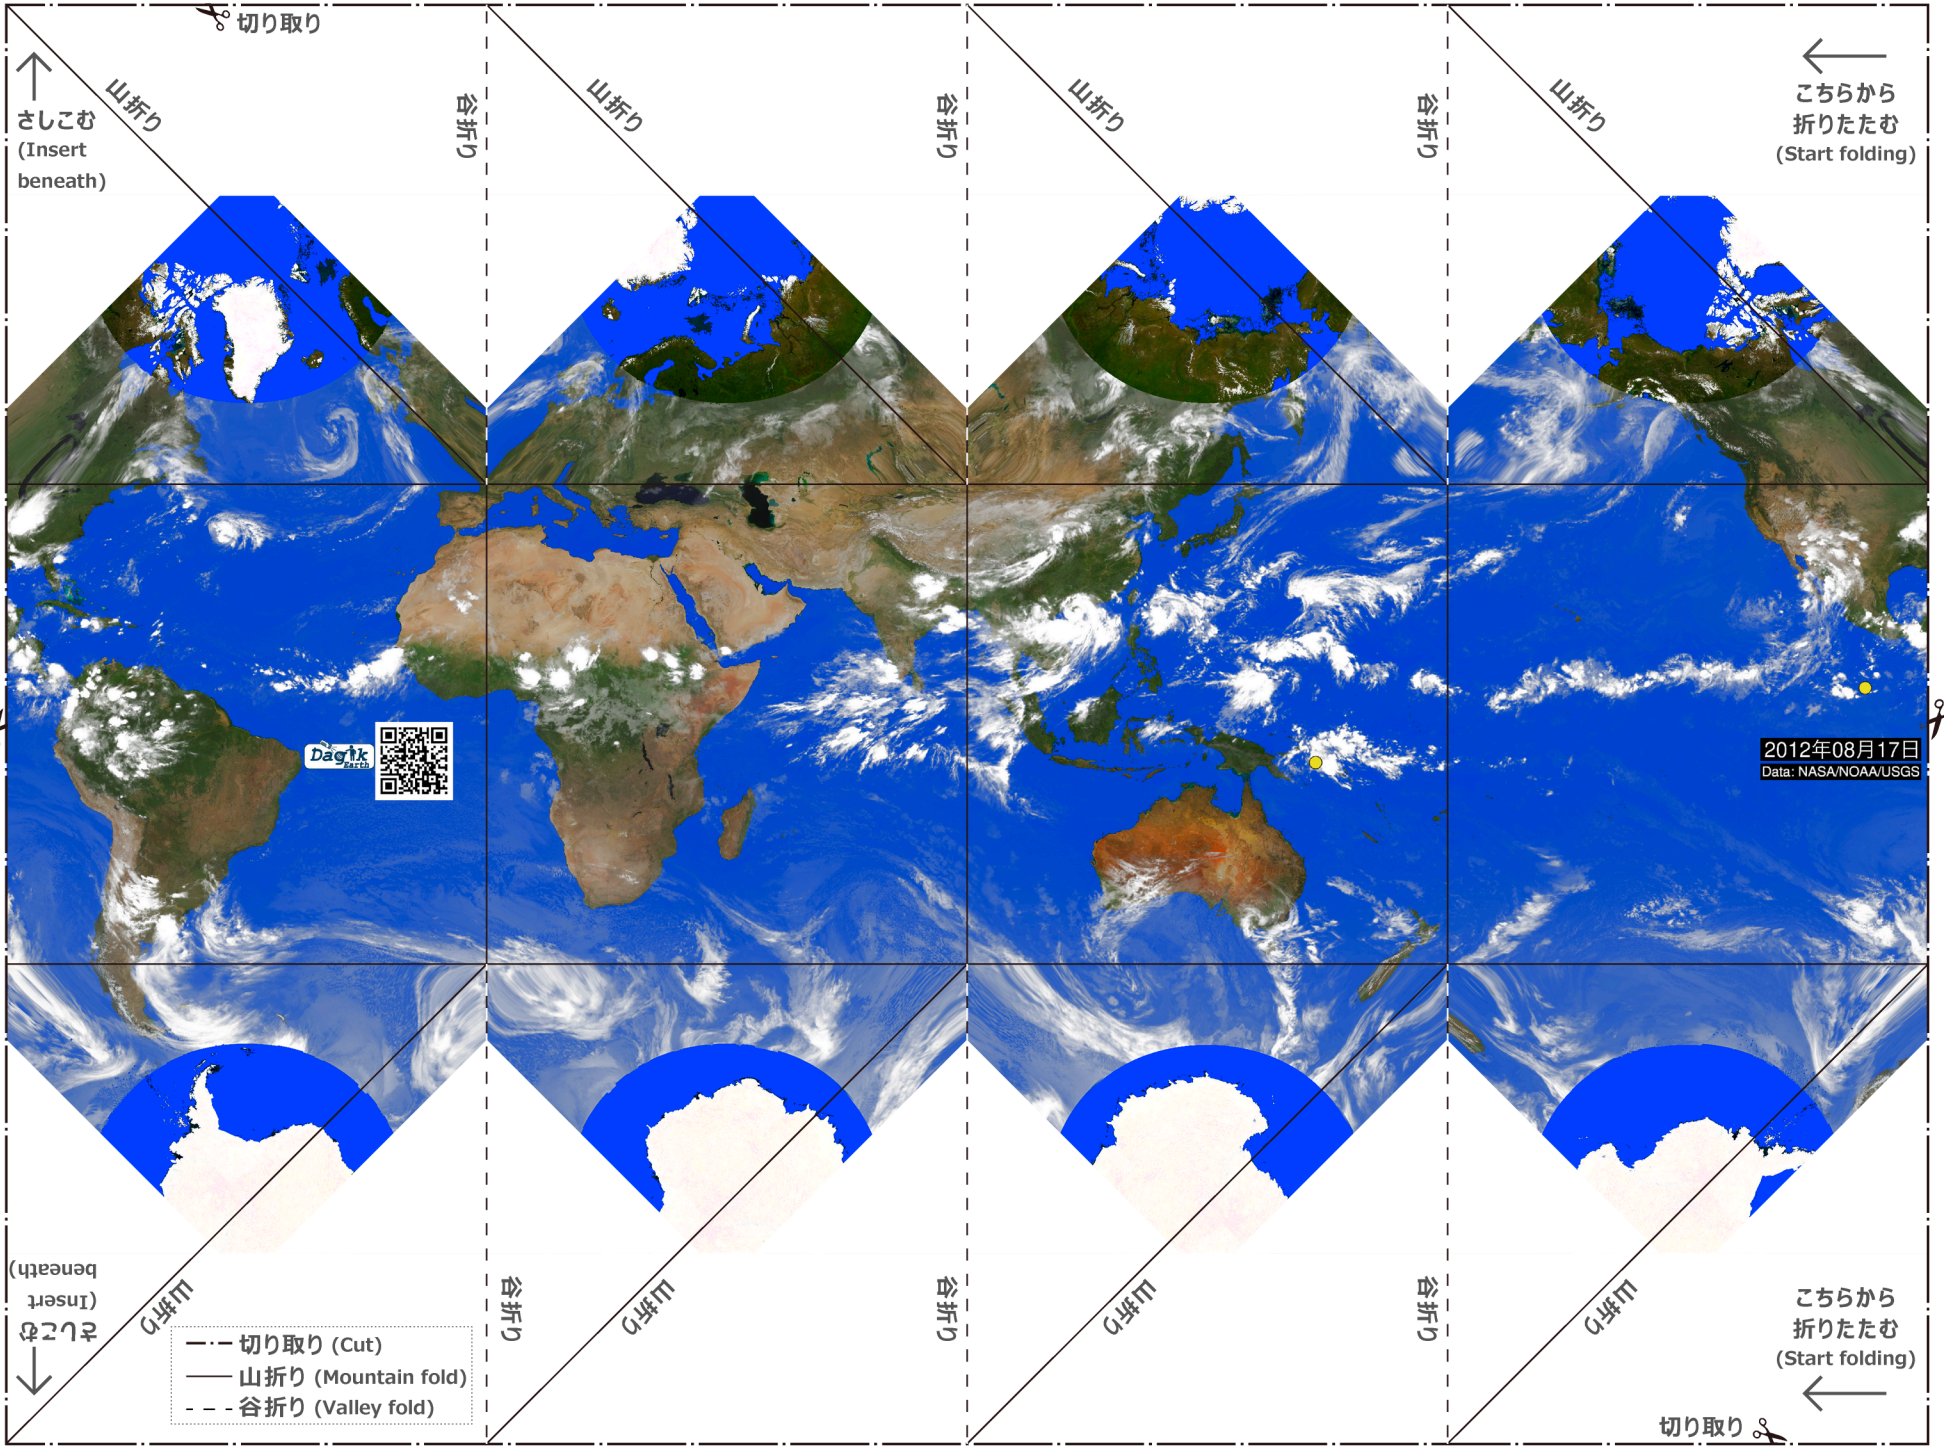 切り取り
山折り
谷折り
山折り
谷折り
山折り
谷折り
山折り
さしこむ
(Insert
beneath)
こちらから
折りたたむ
(Start folding)
Dagik
Earth
2012年08月17日
Data: NASA/NOAA/USGS
さしこむ
(Insert
beneath)
山折り
谷折り
山折り
谷折り
山折り
谷折り
山折り
こちらから
折りたたむ
(Start folding)
切り取り (Cut)
山折り (Mountain fold)
谷折り (Valley fold)
切り取り